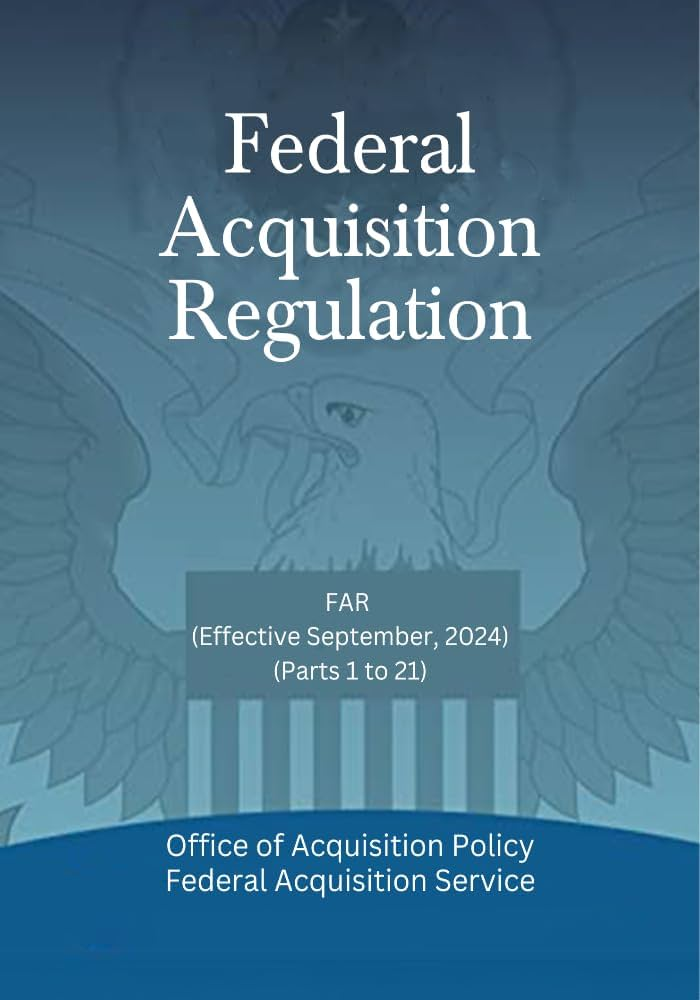 Federal
Acquisition
Regulation
FAR
(Effective September, 2024)
(Parts 1 to 21)
Office of Acquisition Policy
Federal Acquisition Service